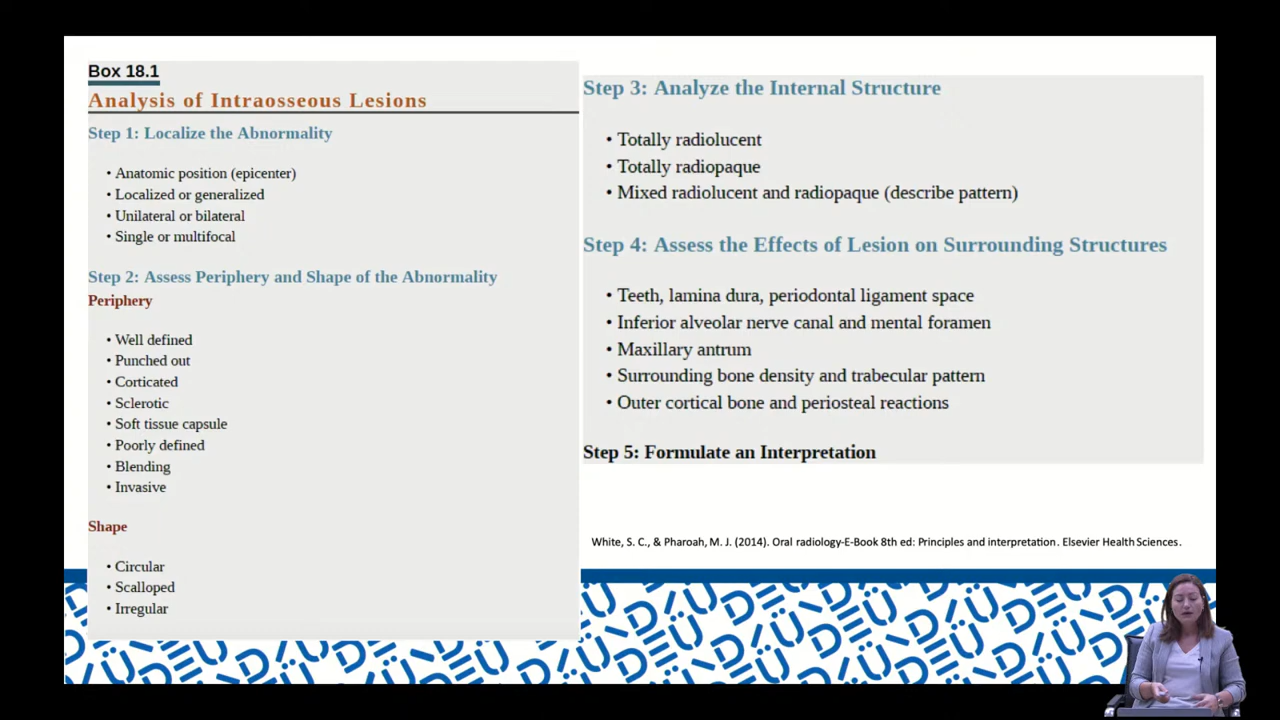 Box 18.1
Analysis of Intraosseous Lesions
Step 1: Localize the Abnormality
• Anatomic position (epicenter)
• Localized or generalized
• Unilateral or bilateral
• Single or multifocal
Step 2: Assess Periphery and Shape of the Abnormality
Periphery
• Well defined
• Punched out
• Corticated
• Sclerotic
• Soft tissue capsule
• Poorly defined
• Blending
• Invasive
Shape
• Circular
• Scalloped
• Irregular
Step 3: Analyze the Internal Structure
• Totally radiolucent
• Totally radiopaque
• Mixed radiolucent and radiopaque (describe pattern)
Step 4: Assess the Effects of Lesion on Surrounding Structures
• Teeth, lamina dura, periodontal ligament space
• Inferior alveolar nerve canal and mental foramen
• Maxillary antrum
• Surrounding bone density and trabecular pattern
• Outer cortical bone and periosteal reactions
Step 5: Formulate an Interpretation
White, S. C., & Pharoah, M. J. (2014). Oral radiology-E-Book 8th ed: Principles and interpretation. Elsevier Health Sciences.